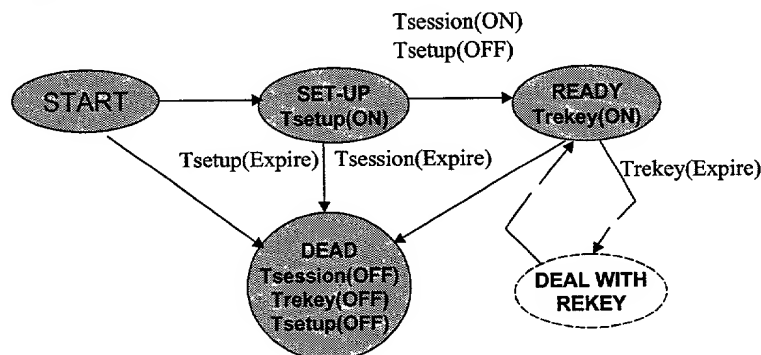 Tsession(ON)
Tsetup(OFF)
START
SET-UP
Tsetup(ON)
READY
Trekey(ON)
Tsetup(Expire)
Tsession(Expire)
Trekey(Expire)
DEAD
Tsession(OFF)
Trekey(OFF)
Tsetup(OFF)
DEAL WITH
REKEY